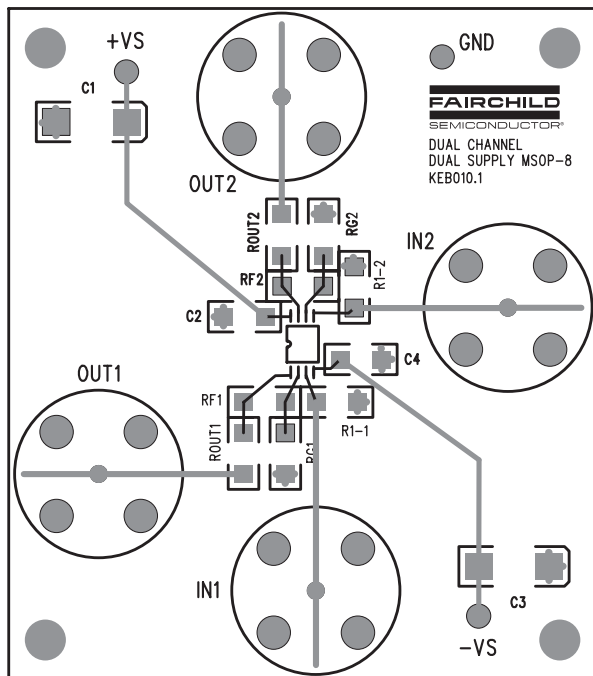 +VS
GND
C1
FAIRCHILD
SEMICONDUCTOR®
DUAL CHANNEL
DUAL SUPPLY MSOP-8
KEB010.1
OUT2
ROUT2
RG2
IN2
RF2
R1-2
C2
C4
OUT1
RF1
R1-1
ROUT1
RG1
IN1
C3
-VS